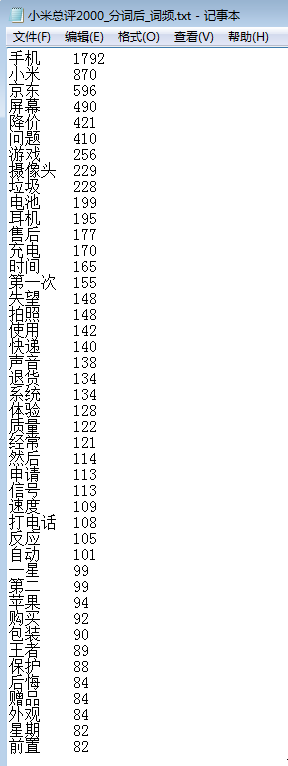 小米总评2000_分词后_词频.txt - 记事本
文件(F) 编辑(E) 格式(O) 查看(V) 帮助(H)
手机 1792
小米 870
京东 596
屏幕 490
降价 421
问题 410
游戏 256
摄像头 229
垃圾 228
电池 199
耳机 195
售后 177
充电 170
时间 165
第一次 155
失望 148
拍照 148
使用 142
快递 140
声音 138
退货 134
系统 134
体验 128
质量 122
经常 121
然后 114
申请 113
信号 113
速度 109
打电话 108
反应 105
自动 101
一星 99
第二 99
苹果 94
购买 92
包装 90
王者 89
保护 88
后悔 84
赠品 84
外观 84
星期 82
前置 82